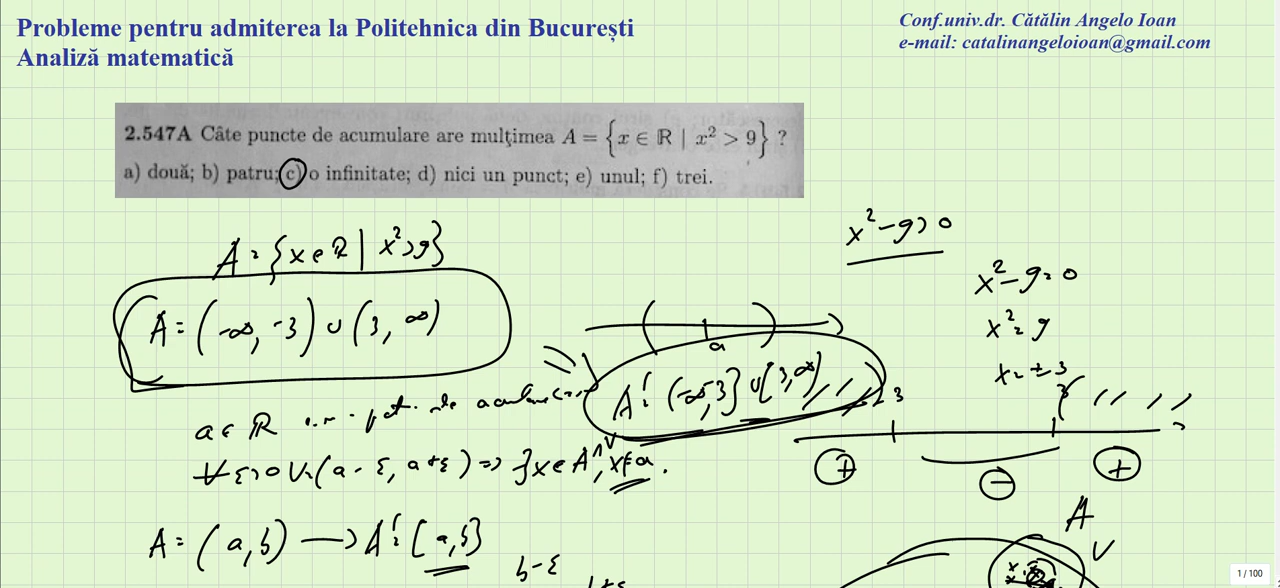 Probleme pentru admiterea la Politehnica din București
Analiză matematică
Conf.univ.dr. Cătălin Angelo Ioan
e-mail: catalinangeloioan@gmail.com
2.547A Câte puncte de acumulare are mulţimea A = {x ∈ ℝ | x² > 9} ?
a) două; b) patru; c) o infinitate; d) nici un punct; e) unul; f) trei.
A = {x ∈ ℝ | x² > 9}
A = (-∞, -3) ∪ (3, ∞)
x² - 9 > 0
x² - 9 = 0
x² = 9
x = ±3
a
A' = (-∞, 3] ∪ [3, ∞)
-3
3
+
-
+
a ∈ ℝ de acumulare
∀ ε > 0 V = (a - ε, a + ε) => ∃ x ∈ A ∩ V, x ≠ a.
A = (a, b) → A' = [a, b]
b - ε
A
V
1 / 100